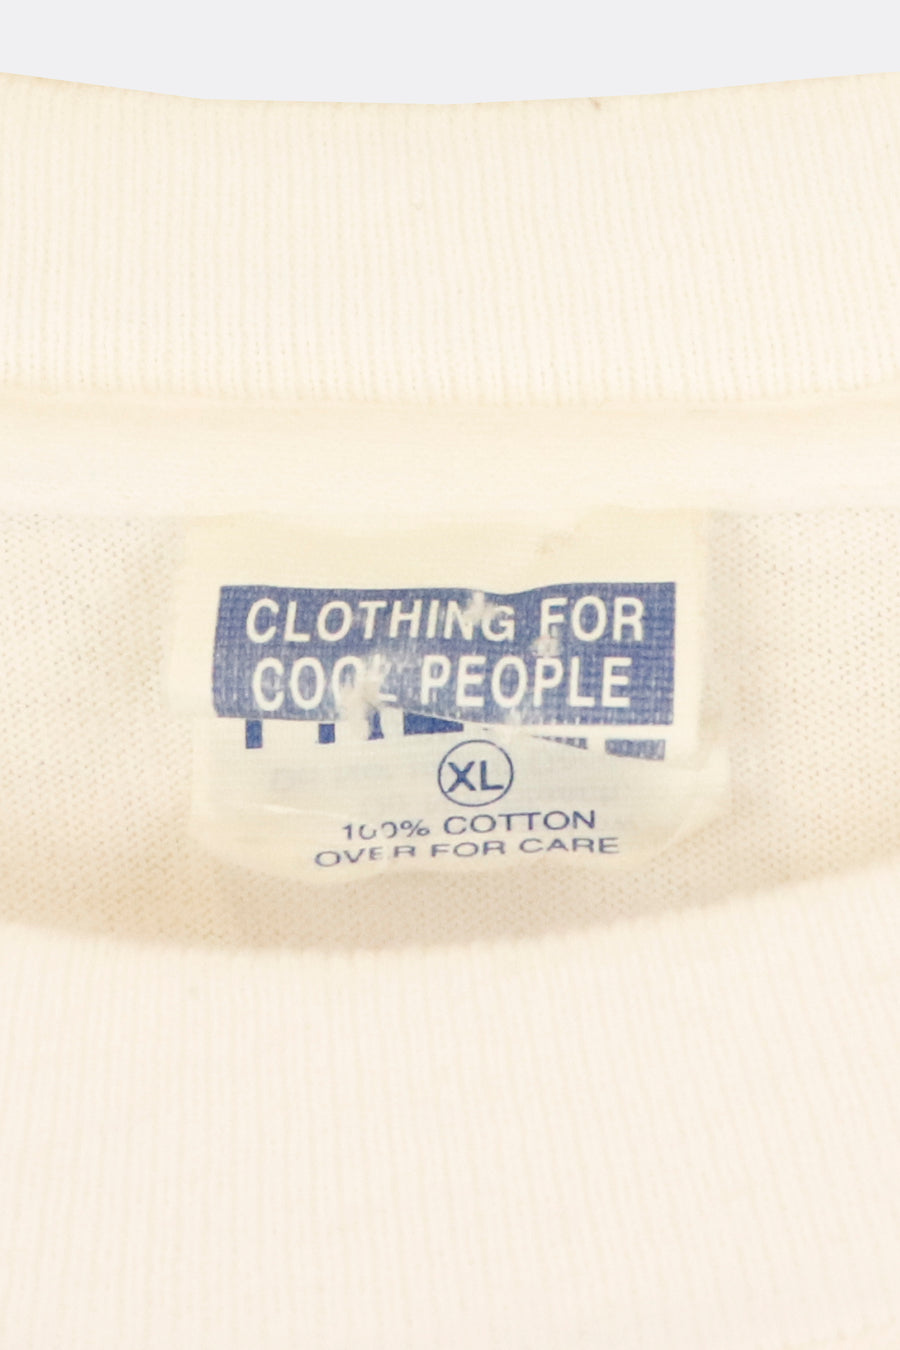 CLOTHING FOR
COOL PEOPLE
XL
100% COTTON
OVER FOR CARE